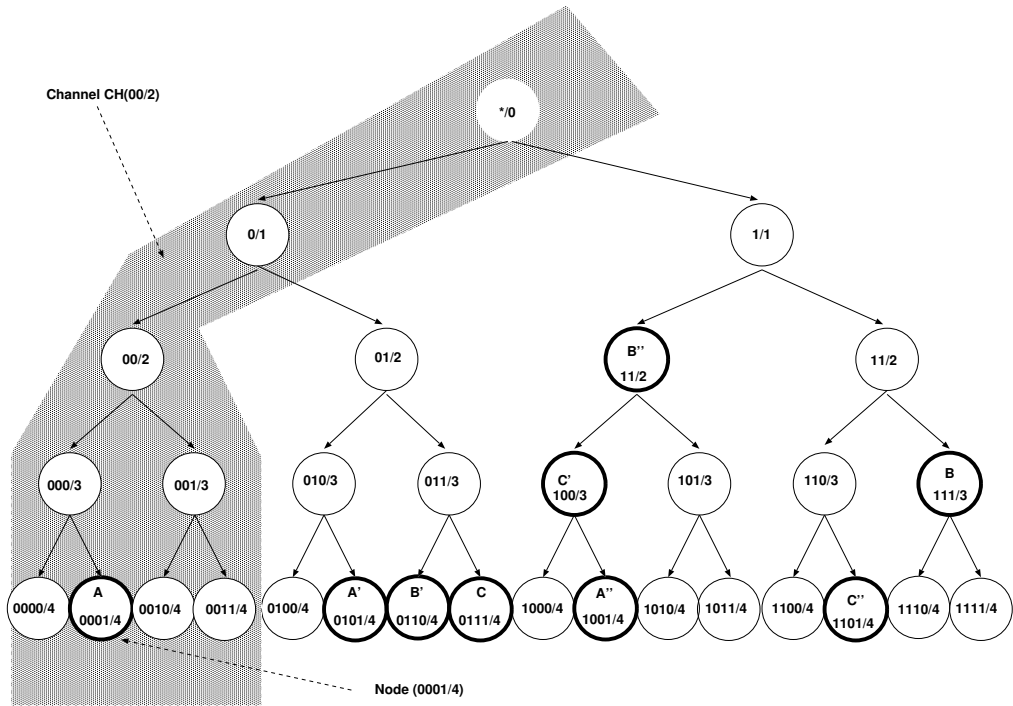 Channel CH(00/2)
*/0
0/1
1/1
00/2
01/2
B’’
11/2
11/2
000/3
001/3
010/3
011/3
C’
100/3
101/3
110/3
B
111/3
0000/4
A
0001/4
0010/4
0011/4
0100/4
A’
0101/4
B’
0110/4
C
0111/4
1000/4
A’’
1001/4
1010/4
1011/4
1100/4
C’’
1101/4
1110/4
1111/4
Node (0001/4)